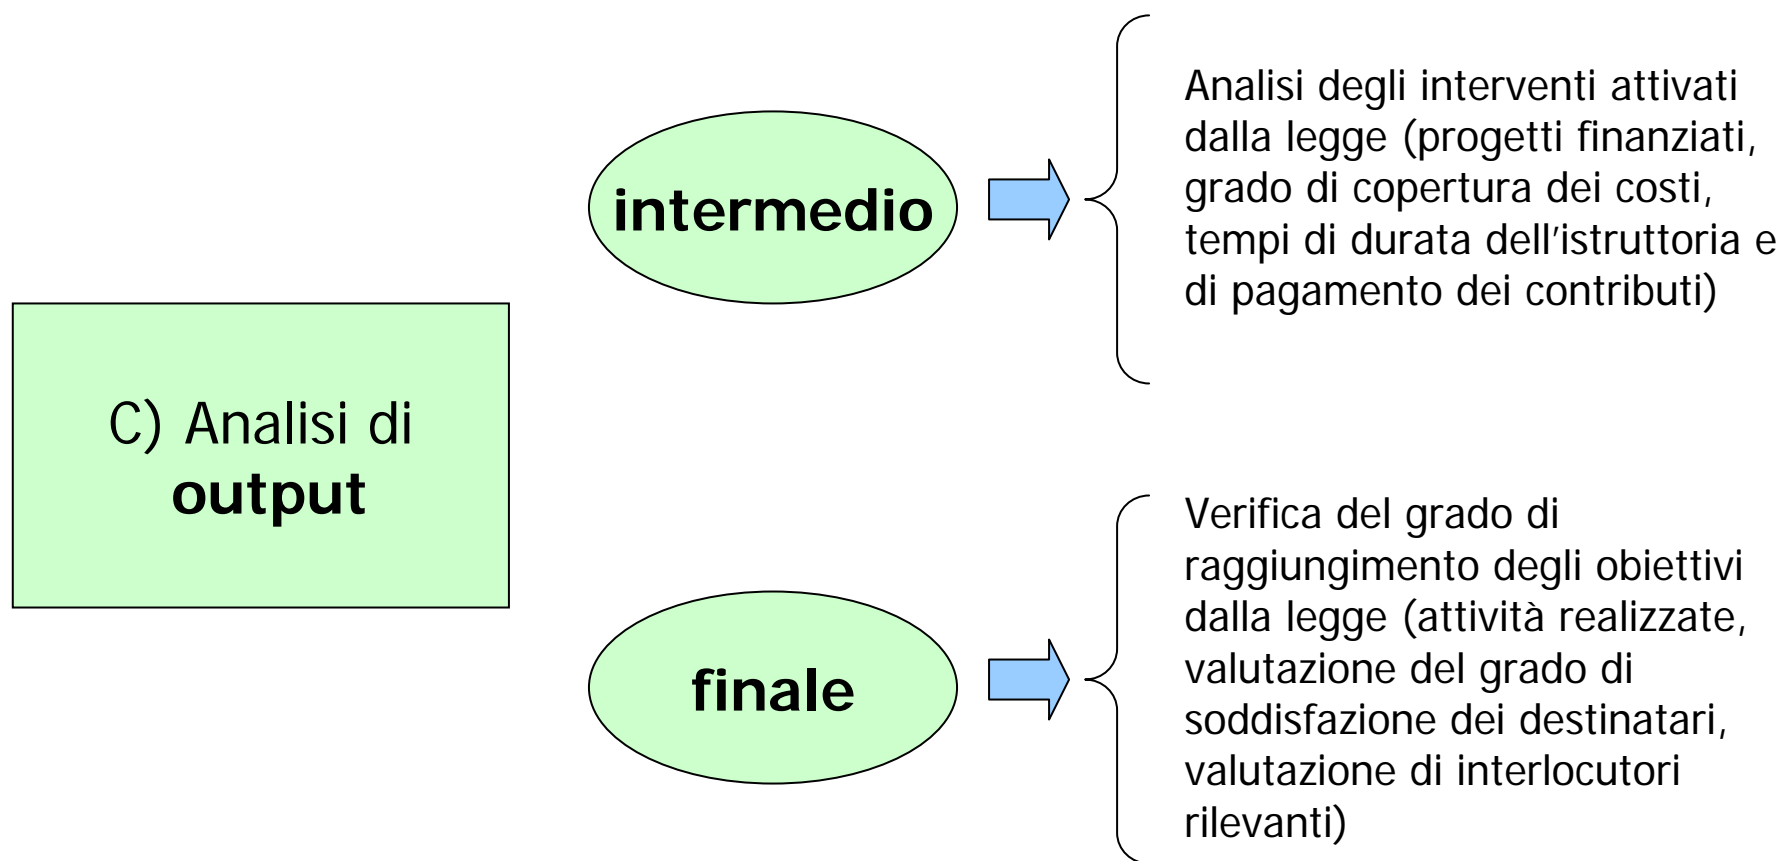 C) Analisi di
output
intermedio
Analisi degli interventi attivati
dalla legge (progetti finanziati,
grado di copertura dei costi,
tempi di durata dell'istruttoria e
di pagamento dei contributi)
finale
Verifica del grado di
raggiungimento degli obiettivi
dalla legge (attività realizzate,
valutazione del grado di
soddisfazione dei destinatari,
valutazione di interlocutori
rilevanti)